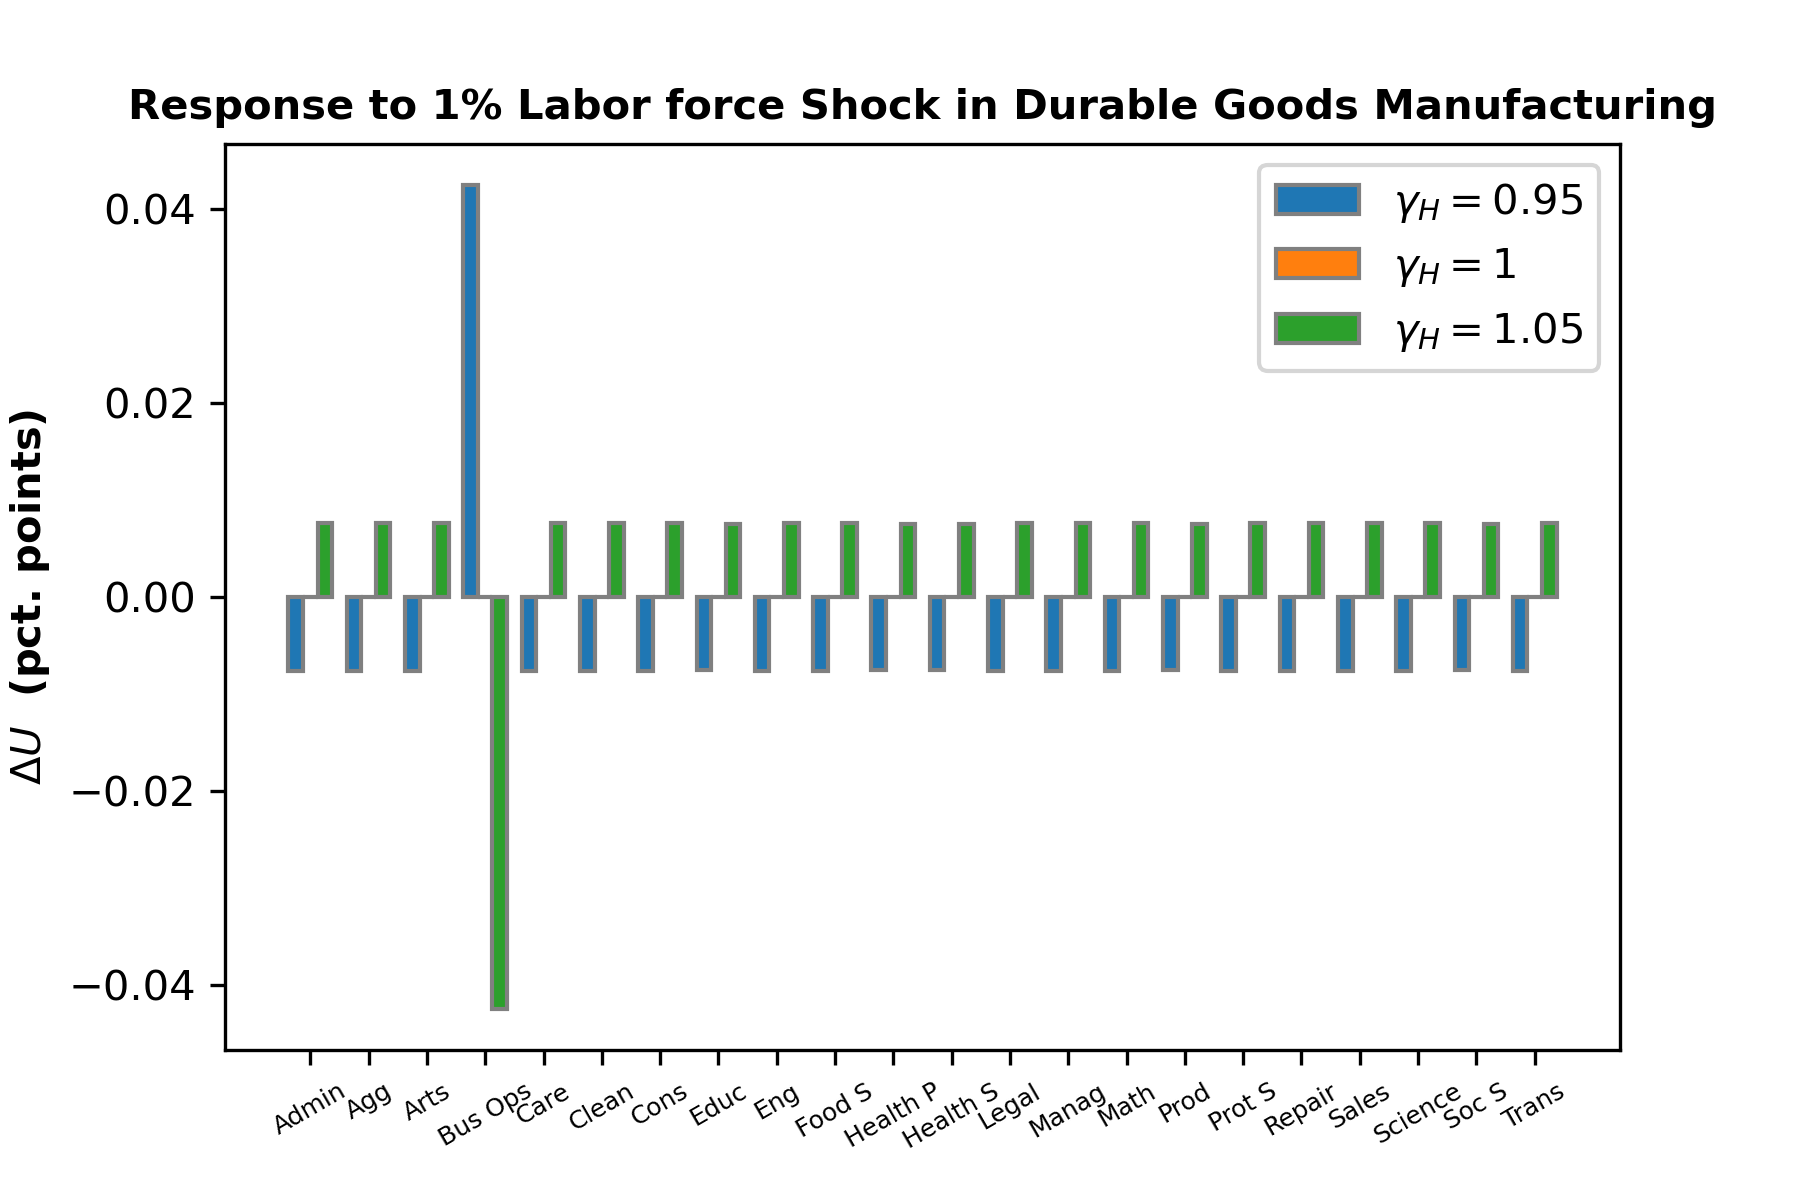 Response to 1% Labor force Shock in Durable Goods Manufacturing
γH = 0.95
γH = 1
γH = 1.05
ΔU (pct. points)
0.04
0.02
0.00
−0.02
−0.04
Admin Agg Arts Bus Ops Care Clean Cons Educ Eng Food S Health P Health S Legal Manag Math Prod Prot S Repair Sales Science Soc S Trans